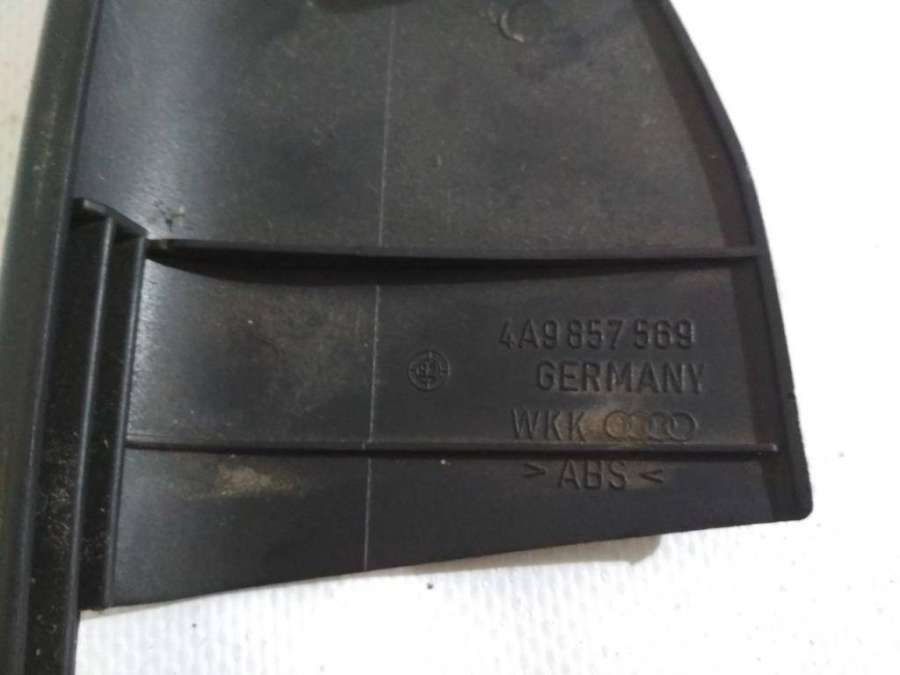 4A9 857 569
GERMANY
WKK
> ABS <